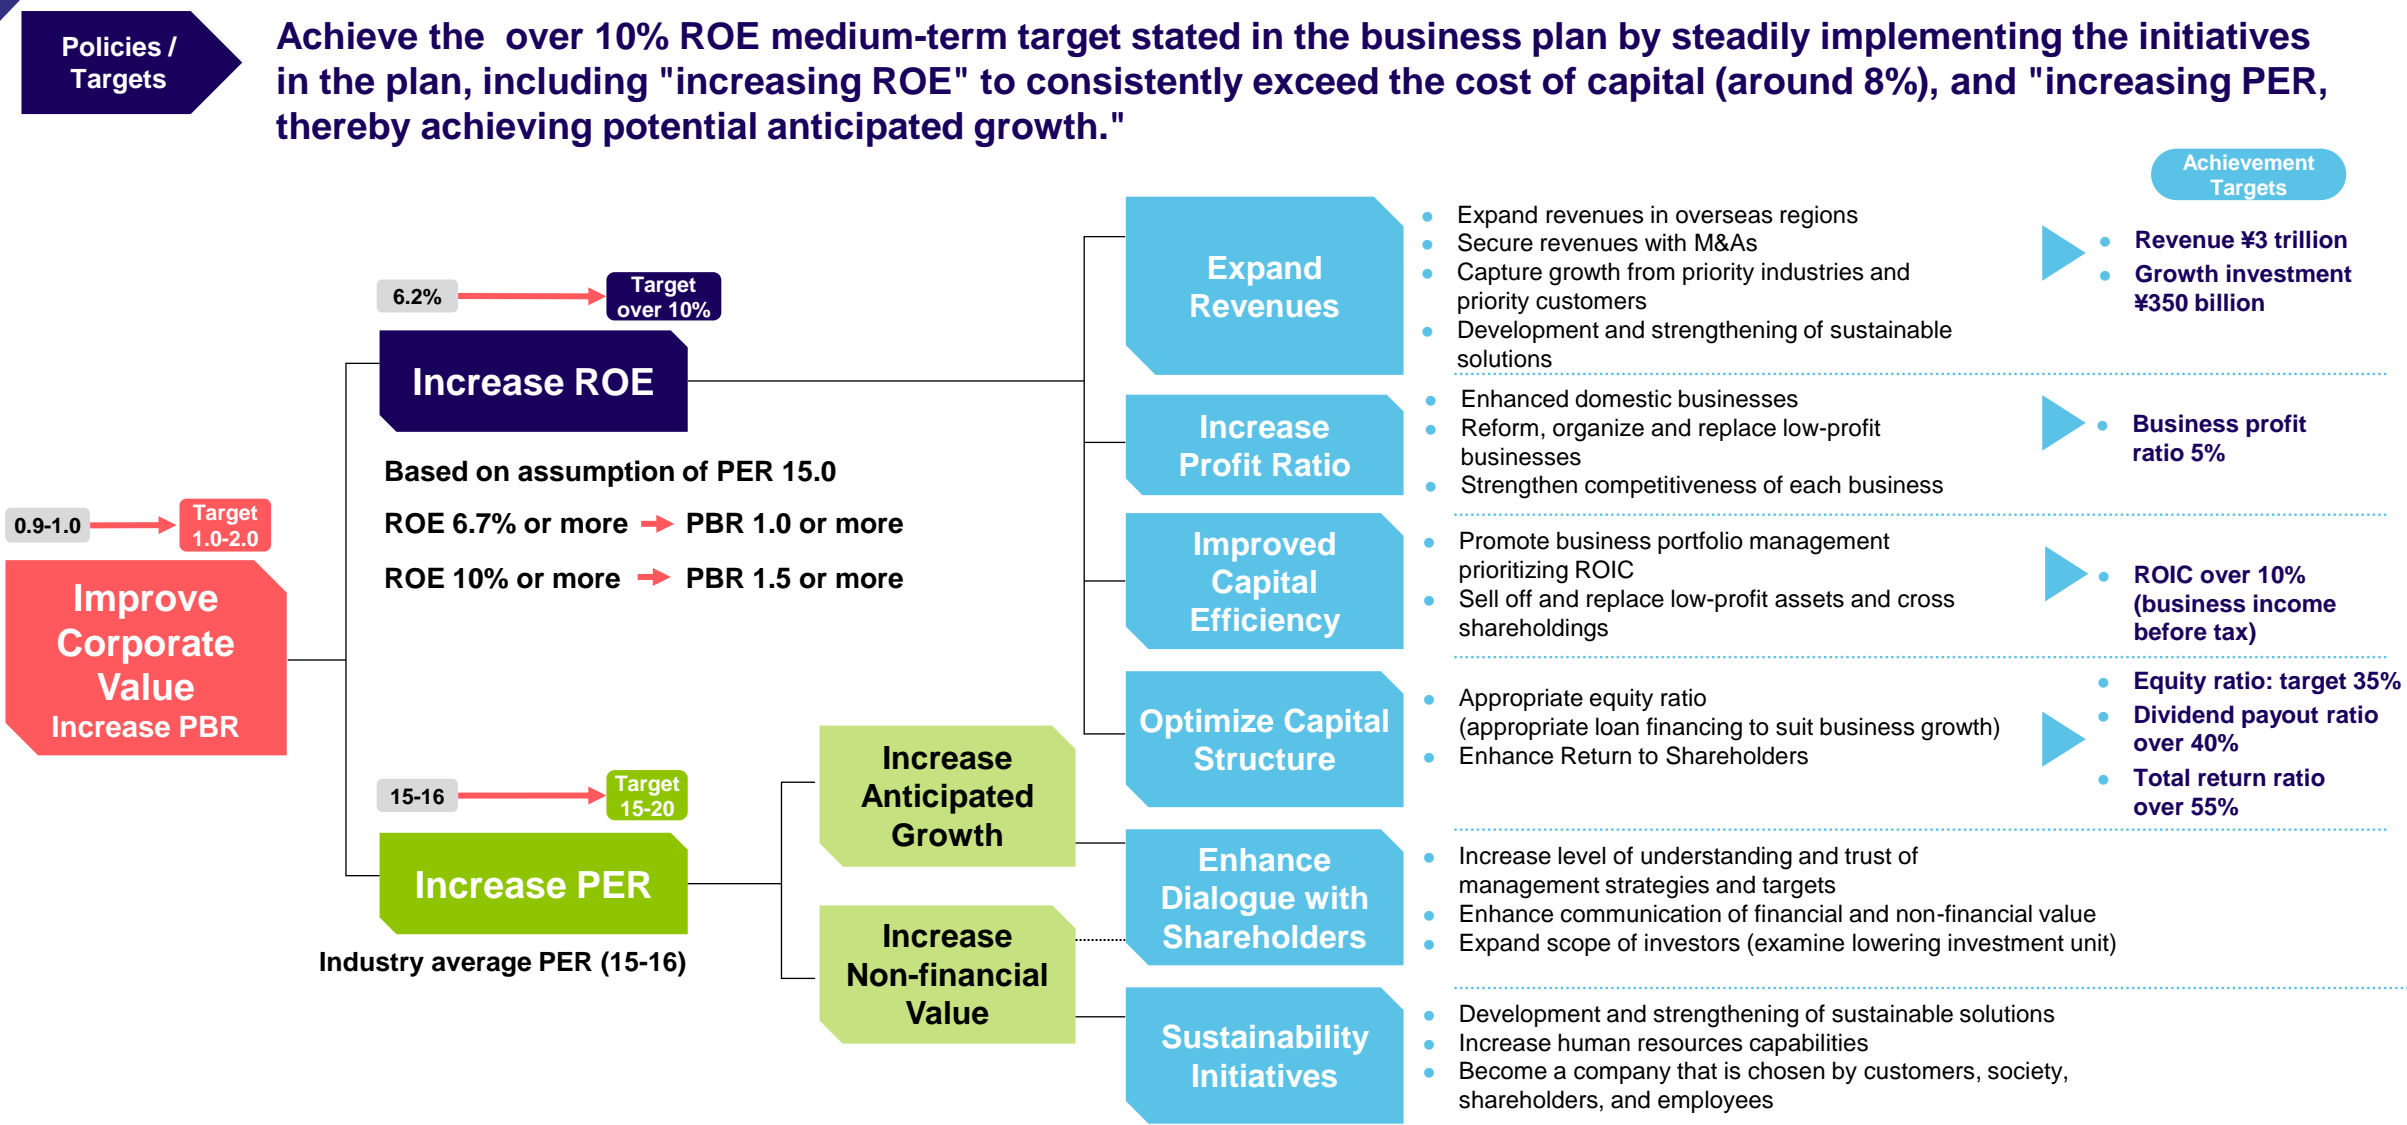 Policies /
Targets
Achieve the over 10% ROE medium-term target stated in the business plan by steadily implementing the initiatives
in the plan, including "increasing ROE" to consistently exceed the cost of capital (around 8%), and "increasing PER,
thereby achieving potential anticipated growth."
Achievement
Targets
0.9-1.0
Target
1.0-2.0
Improve
Corporate
Value
Increase PBR
6.2%
Target
over 10%
Increase ROE
Based on assumption of PER 15.0
ROE 6.7% or more PBR 1.0 or more
ROE 10% or more PBR 1.5 or more
15-16
Target
15-20
Increase PER
Industry average PER (15-16)
Increase
Anticipated
Growth
Increase
Non-financial
Value
Expand
Revenues
● Expand revenues in overseas regions
● Secure revenues with M&As
● Capture growth from priority industries and
priority customers
● Development and strengthening of sustainable
solutions
● Revenue ¥3 trillion
● Growth investment
¥350 billion
Increase
Profit Ratio
● Enhanced domestic businesses
● Reform, organize and replace low-profit
businesses
● Strengthen competitiveness of each business
● Business profit
ratio 5%
Improved
Capital
Efficiency
● Promote business portfolio management
prioritizing ROIC
● Sell off and replace low-profit assets and cross
shareholdings
● ROIC over 10%
(business income
before tax)
Optimize Capital
Structure
● Appropriate equity ratio
(appropriate loan financing to suit business growth)
● Enhance Return to Shareholders
● Equity ratio: target 35%
● Dividend payout ratio
over 40%
● Total return ratio
over 55%
Enhance
Dialogue with
Shareholders
● Increase level of understanding and trust of
management strategies and targets
● Enhance communication of financial and non-financial value
● Expand scope of investors (examine lowering investment unit)
Sustainability
Initiatives
● Development and strengthening of sustainable solutions
● Increase human resources capabilities
● Become a company that is chosen by customers, society,
shareholders, and employees